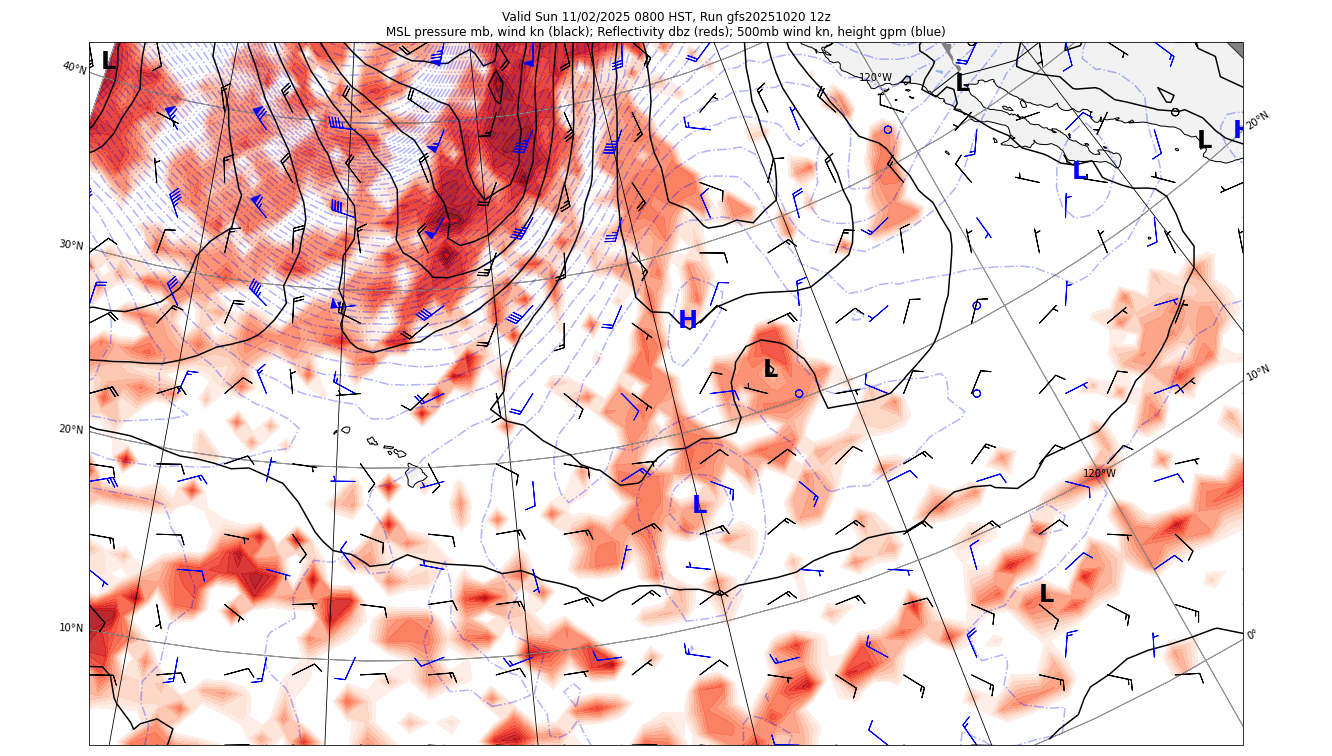 Valid Sun 11/02/2025 0800 HST, Run gfs20251020 12z
MSL pressure mb, wind kn (black); Reflectivity dbz (reds); 500mb wind kn, height gpm (blue)
L
40°N
120°W
L
20°N
H
L
L
30°N
H
L
10°N
20°N
120°W
L
L
10°N
0°